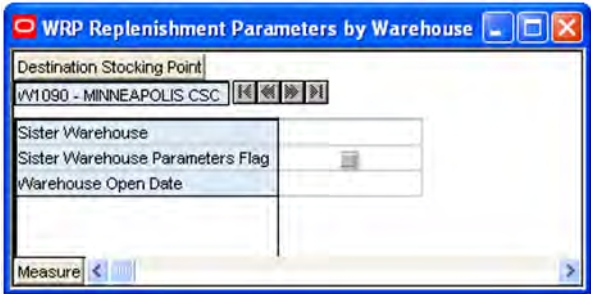 WRP Replenishment Parameters by Warehouse
Destination Stocking Point
W1090 - MINNEAPOLIS CSC
Sister Warehouse
Sister Warehouse Parameters Flag
Warehouse Open Date
Measure